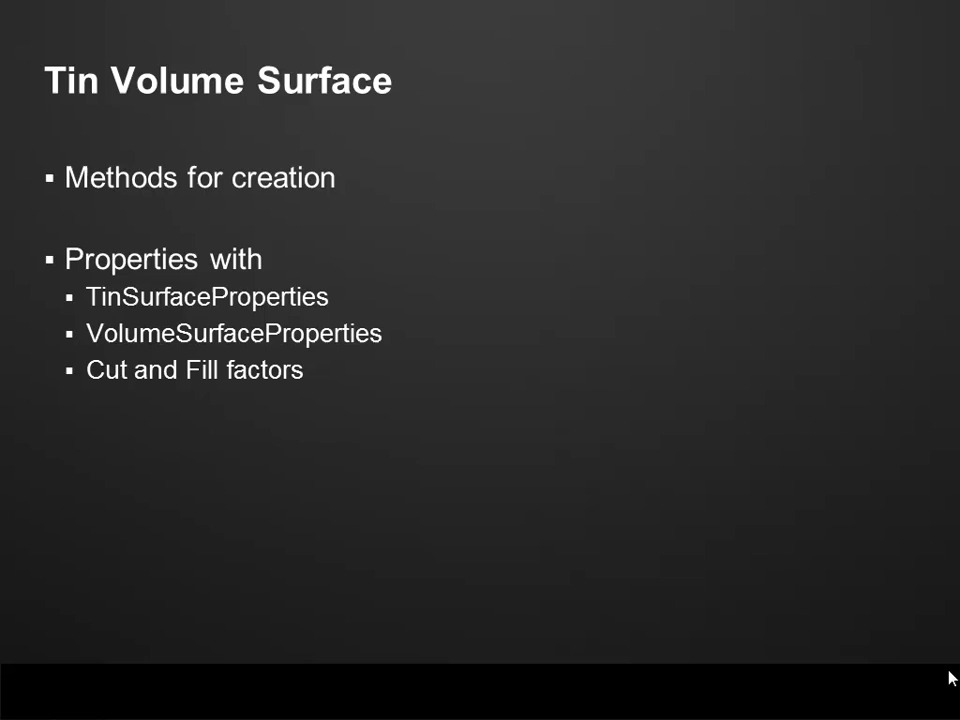 Tin Volume Surface
▪ Methods for creation
▪ Properties with
▪ TinSurfaceProperties
▪ VolumeSurfaceProperties
▪ Cut and Fill factors